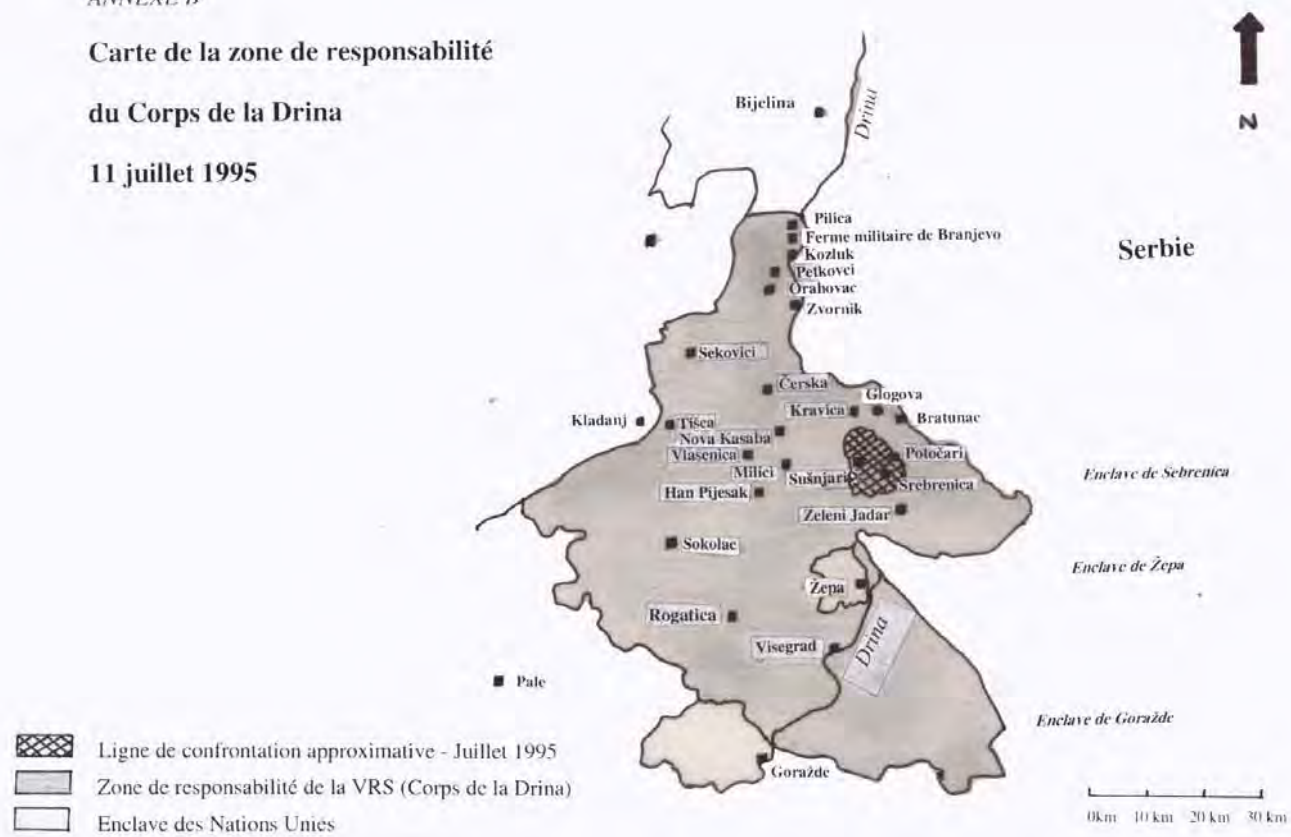 ANNEXE B
Carte de la zone de responsabilité
du Corps de la Drina
11 juillet 1995
N
Bijelina
Drina
Pilica
Ferme militaire de Branjevo
Kozluk
Petkovci
Orahovac
Zvornik
Serbie
Sekovici
Čerska
Glogova
Kravica
Bratunac
Kladanj
Tišca
Nova Kasaba
Vlasenica
Potočari
Milici
Sušnjari
Srebrenica
Enclave de Sebrenica
Han Pijesak
Zeleni Jadar
Sokolac
Enclave de Žepa
Žepa
Rogatica
Visegrad
Drina
Pale
Enclave de Goražde
Goražde
Ligne de confrontation approximative - Juillet 1995
Zone de responsabilité de la VRS (Corps de la Drina)
Enclave des Nations Unies
0km 10 km 20 km 30 km